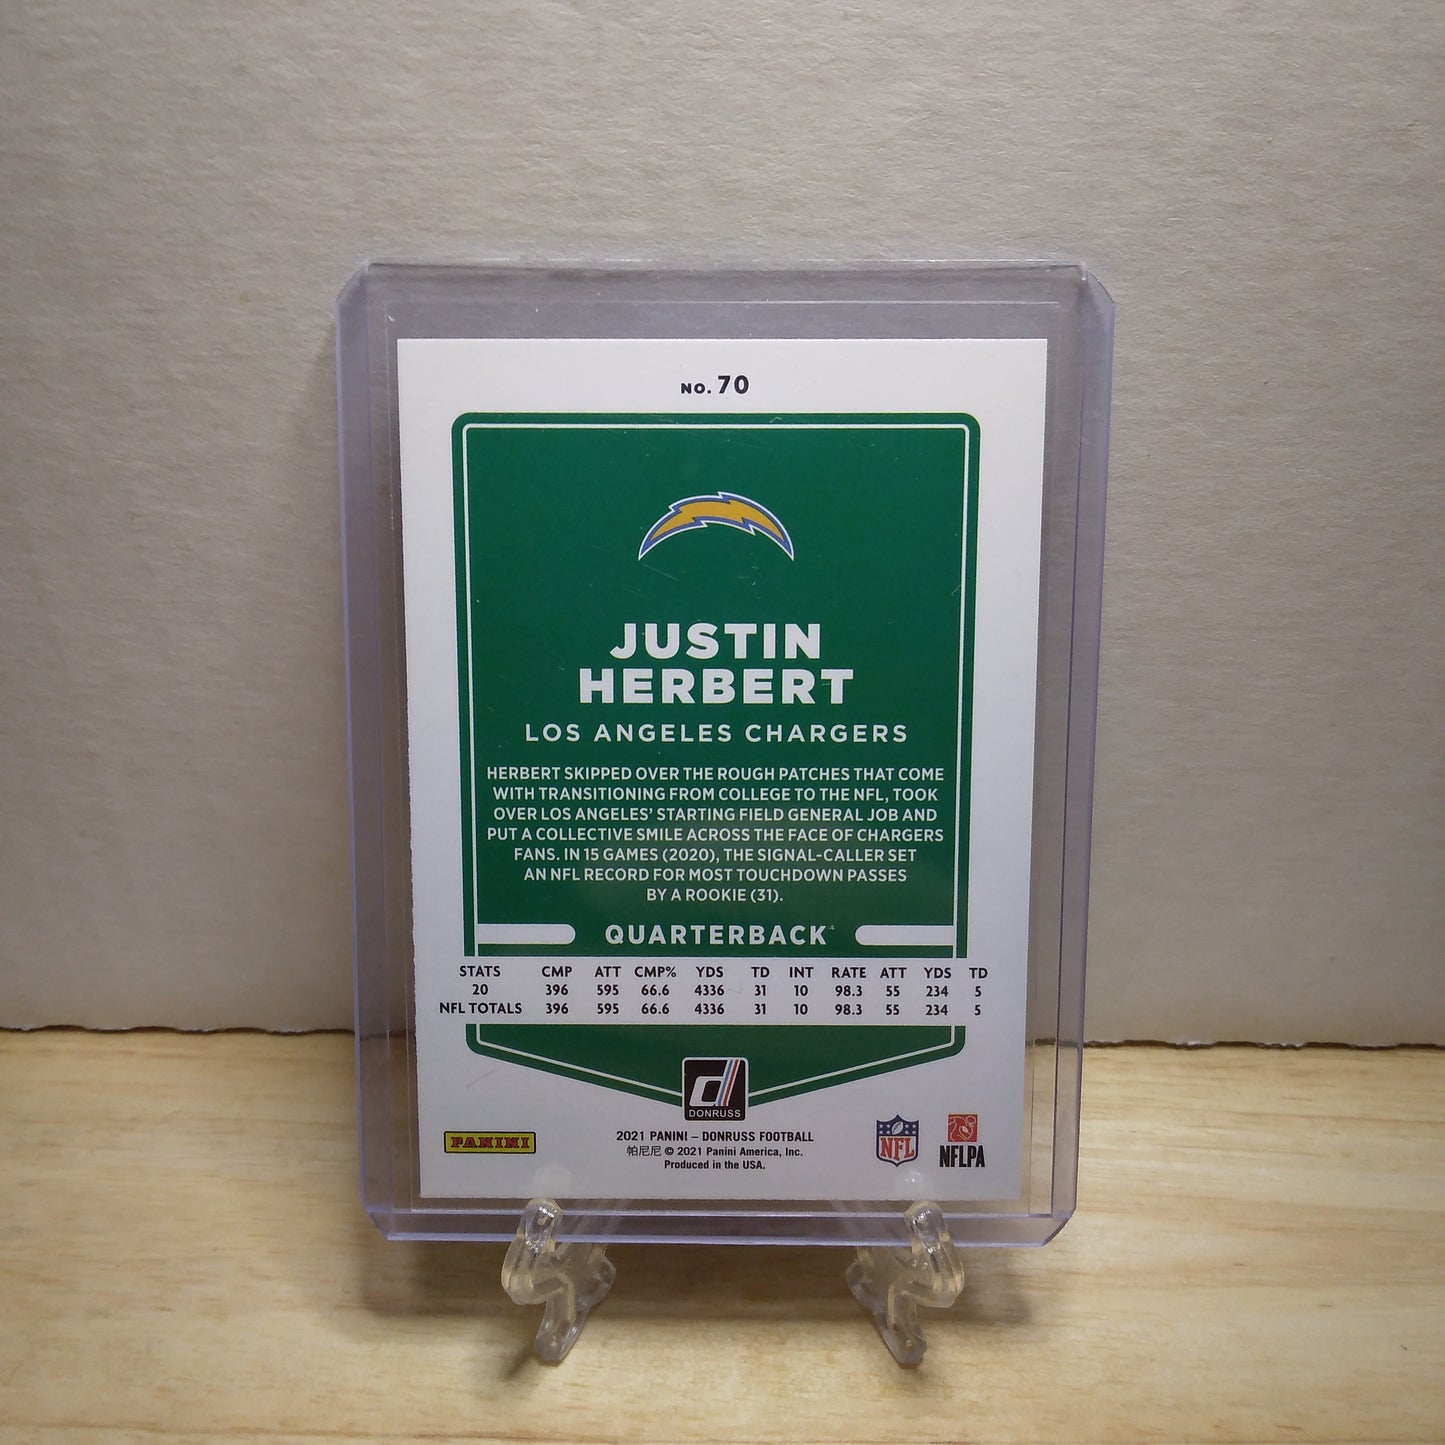 NO. 70
JUSTIN
HERBERT
LOS ANGELES CHARGERS
HERBERT SKIPPED OVER THE ROUGH PATCHES THAT COME
WITH TRANSITIONING FROM COLLEGE TO THE NFL, TOOK
OVER LOS ANGELES' STARTING FIELD GENERAL JOB AND
PUT A COLLECTIVE SMILE ACROSS THE FACE OF CHARGERS
FANS. IN 15 GAMES (2020), THE SIGNAL-CALLER SET
AN NFL RECORD FOR MOST TOUCHDOWN PASSES
BY A ROOKIE (31).
QUARTERBACK
STATS CMP ATT CMP% YDS TD INT RATE ATT YDS TD
20 396 595 66.6 4336 31 10 98.3 55 234 5
NFL TOTALS 396 595 66.6 4336 31 10 98.3 55 234 5
d
DONRUSS
PANINI
2021 PANINI – DONRUSS FOOTBALL
帕尼尼 © 2021 Panini America, Inc.
Produced in the USA.
NFL
NFLPA